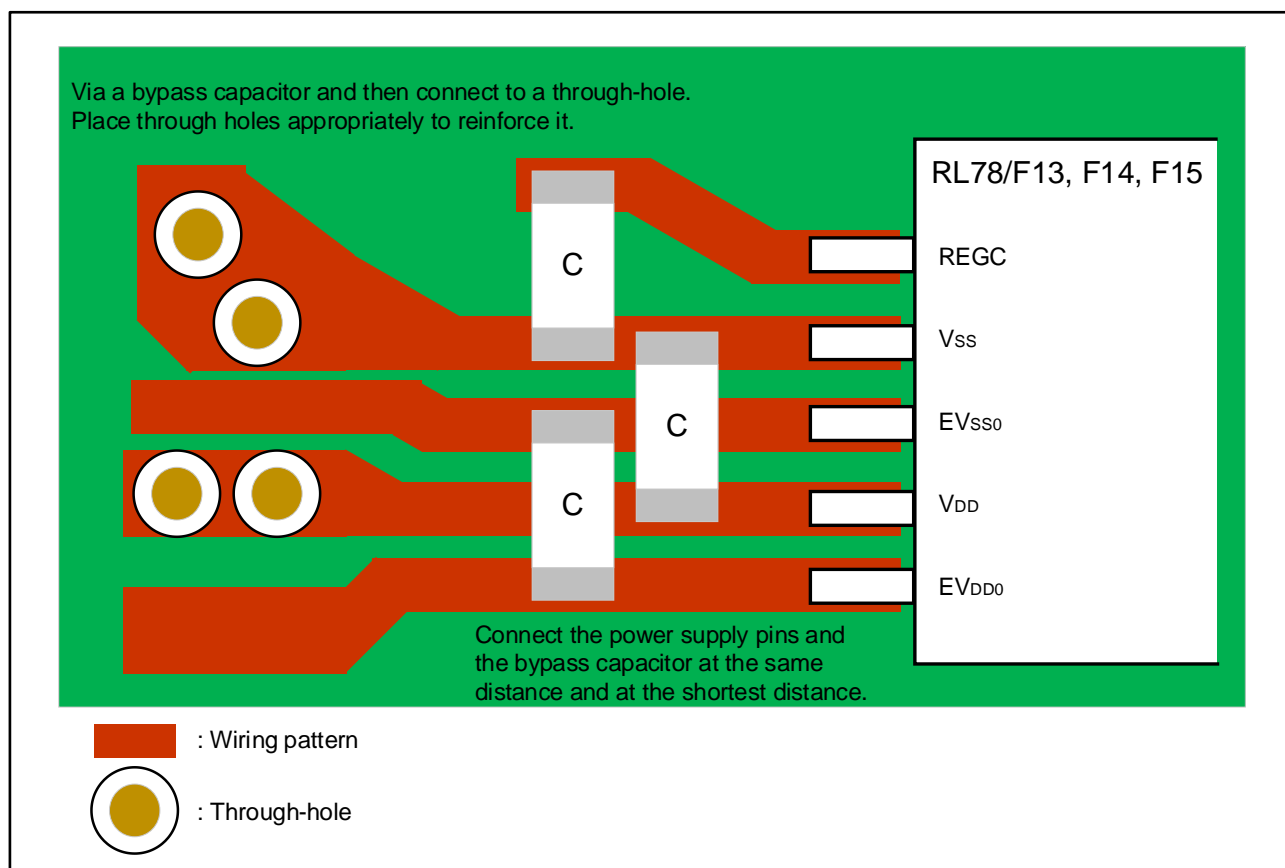 Via a bypass capacitor and then connect to a through-hole.
Place through holes appropriately to reinforce it.
RL78/F13, F14, F15
REGC
C
VSS
EVSS0
C
C
VDD
EVDD0
Connect the power supply pins and
the bypass capacitor at the same
distance and at the shortest distance.
: Wiring pattern
: Through-hole